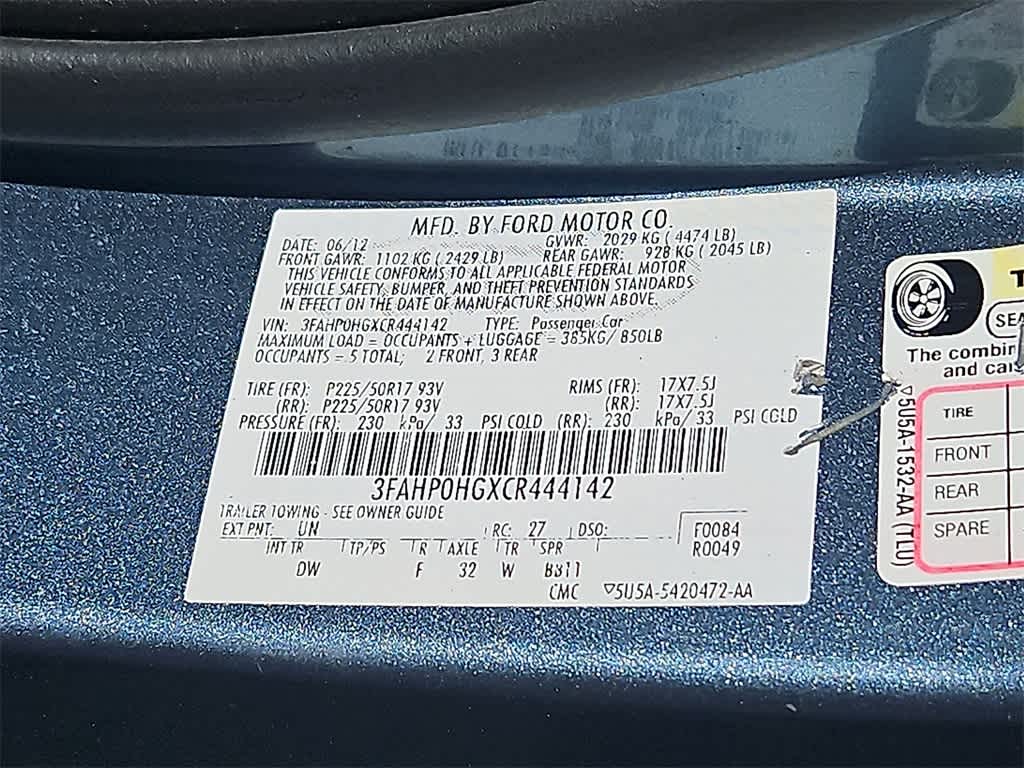 MFD. BY FORD MOTOR CO.
DATE: 06/12 GVWR: 2029 KG ( 4474 LB)
FRONT GAWR: 1102 KG ( 2429 LB) REAR GAWR: 928 KG ( 2045 LB)
THIS VEHICLE CONFORMS TO ALL APPLICABLE FEDERAL MOTOR
VEHICLE SAFETY, BUMPER, AND THEFT PREVENTION STANDARDS
IN EFFECT ON THE DATE OF MANUFACTURE SHOWN ABOVE.
VIN: 3FAHP0HGXCR444142 TYPE: Passenger Car
MAXIMUM LOAD = OCCUPANTS + LUGGAGE = 385KG/ 850LB
OCCUPANTS = 5 TOTAL; 2 FRONT, 3 REAR
TIRE (FR): P225/50R17 93V RIMS (FR): 17X7.5J
(RR): P225/50R17 93V (RR): 17X7.5J
PRESSURE (FR): 230 kPa/ 33 PSI COLD (RR): 230 kPa/ 33 PSI COLD
3FAHP0HGXCR444142
TRAILER TOWING - SEE OWNER GUIDE
EXT PNT: UN RC: 27 DSO: F0084
R0049
INT TR TP/PS R AXLE TR SPR
DW F 32 W BB11
CMC ▽5U5A-5420472-AA
The combin
and
TIRE
FRONT
REAR
SPARE
▽5U5A-1532-AA (TLU)